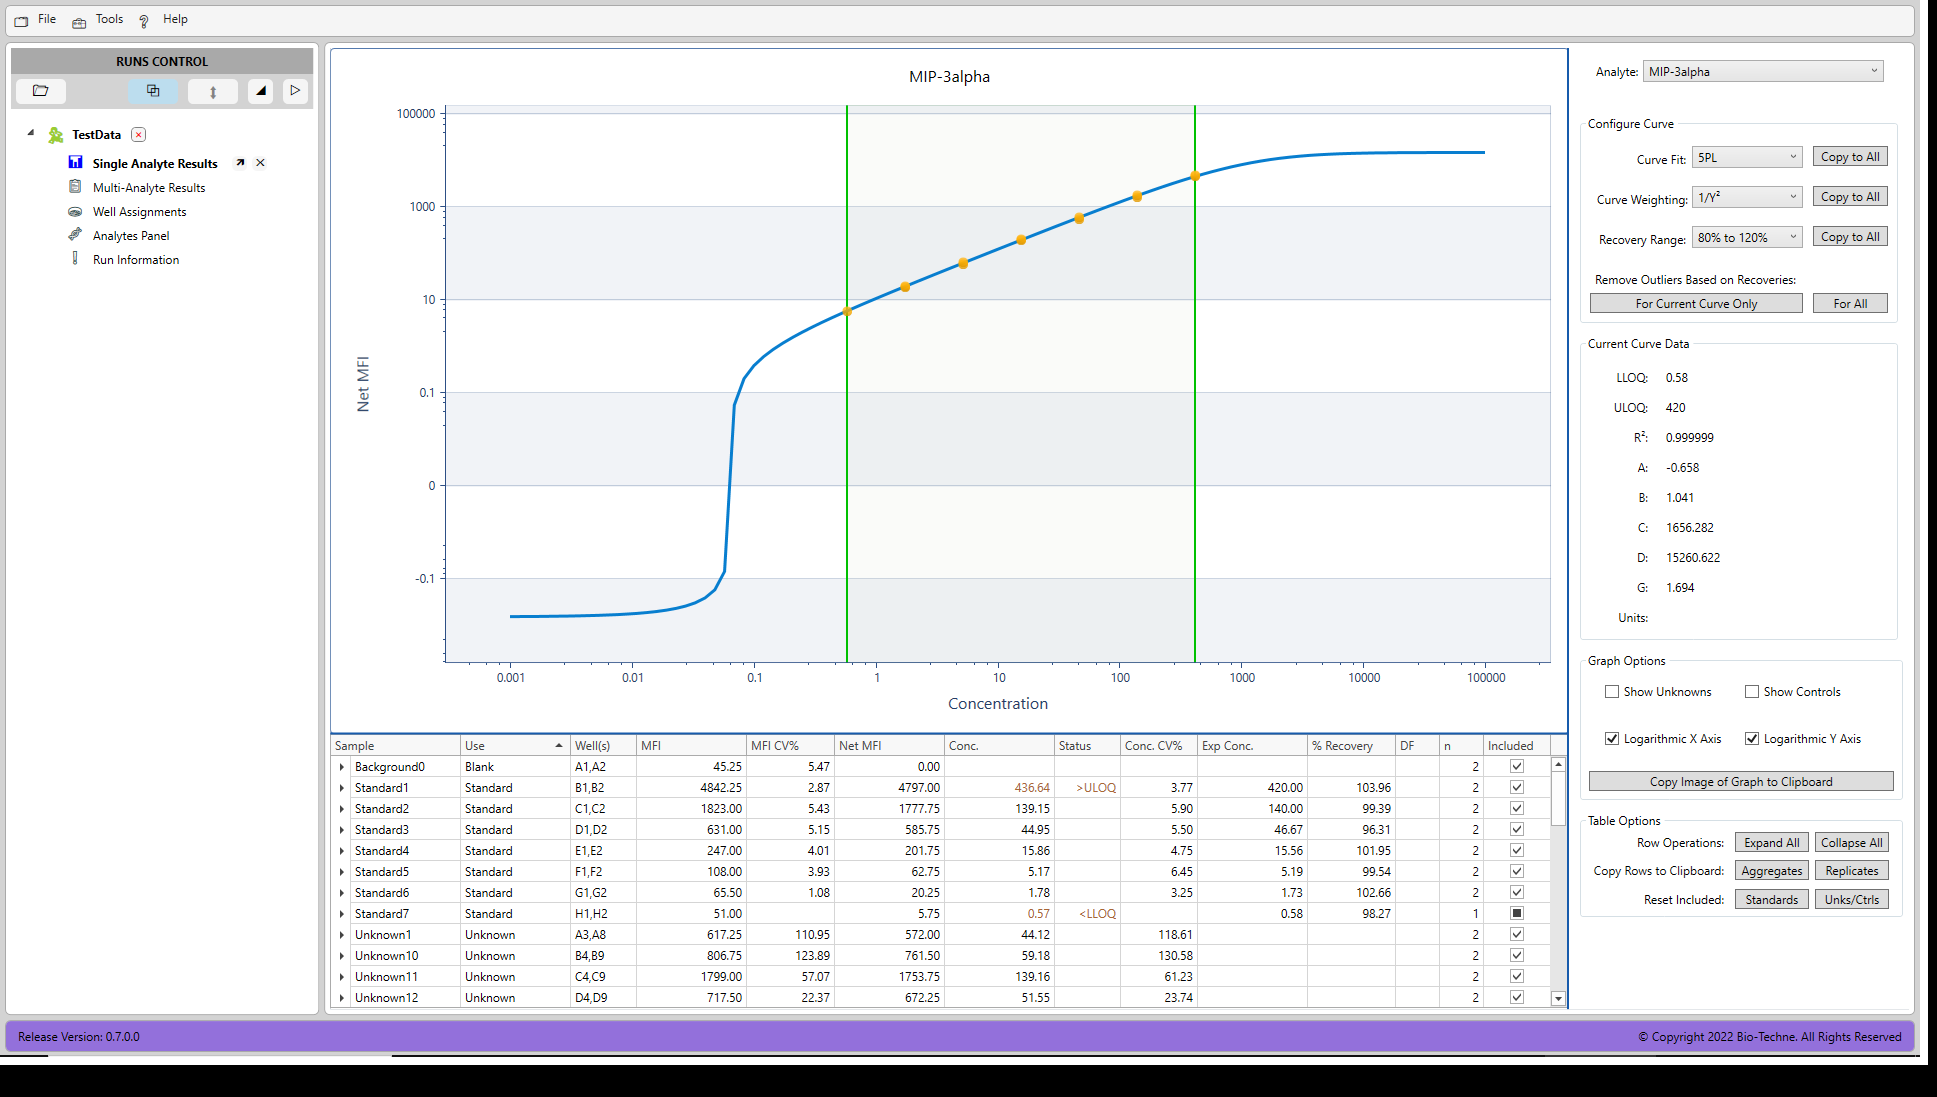 File Tools ? Help
RUNS CONTROL
TestData
Single Analyte Results
Multi-Analyte Results
Well Assignments
Analytes Panel
Run Information
MIP-3alpha
Net MFI
100000
1000
10
0.1
0
-0.1
0.001 0.01 0.1 1 10 100 1000 10000 100000
Concentration
Sample Use Well(s) MFI MFI CV% Net MFI Conc. Status Conc. CV% Exp Conc. % Recovery DF n Included
Background0 Blank A1,A2 45.25 5.47 0.00 2
Standard1 Standard B1,B2 4842.25 2.87 4797.00 436.64 >ULOQ 3.77 420.00 103.96 2
Standard2 Standard C1,C2 1823.00 5.43 1777.75 139.15 5.90 140.00 99.39 2
Standard3 Standard D1,D2 631.00 5.15 585.75 44.95 5.50 46.67 96.31 2
Standard4 Standard E1,E2 247.00 4.01 201.75 15.86 4.75 15.56 101.95 2
Standard5 Standard F1,F2 108.00 3.93 62.75 5.17 6.45 5.19 99.54 2
Standard6 Standard G1,G2 65.50 1.08 20.25 1.78 3.25 1.73 102.66 2
Standard7 Standard H1,H2 51.00 5.75 0.57 <LLOQ 0.58 98.27 1
Unknown1 Unknown A3,A8 617.25 110.95 572.00 44.12 118.61 2
Unknown10 Unknown B4,B9 806.75 123.89 761.50 59.18 130.58 2
Unknown11 Unknown C4,C9 1799.00 57.07 1753.75 139.16 61.23 2
Unknown12 Unknown D4,D9 717.50 22.37 672.25 51.55 23.74 2
Analyte: MIP-3alpha
Configure Curve
Curve Fit: 5PL Copy to All
Curve Weighting: 1/Y² Copy to All
Recovery Range: 80% to 120% Copy to All
Remove Outliers Based on Recoveries:
For Current Curve Only For All
Current Curve Data
LLOQ: 0.58
ULOQ: 420
R²: 0.999999
A: -0.658
B: 1.041
C: 1656.282
D: 15260.622
G: 1.694
Units:
Graph Options
Show Unknowns Show Controls
Logarithmic X Axis Logarithmic Y Axis
Copy Image of Graph to Clipboard
Table Options
Row Operations: Expand All Collapse All
Copy Rows to Clipboard: Aggregates Replicates
Reset Included: Standards Unks/Ctrls
Release Version: 0.7.0.0
© Copyright 2022 Bio-Techne. All Rights Reserved